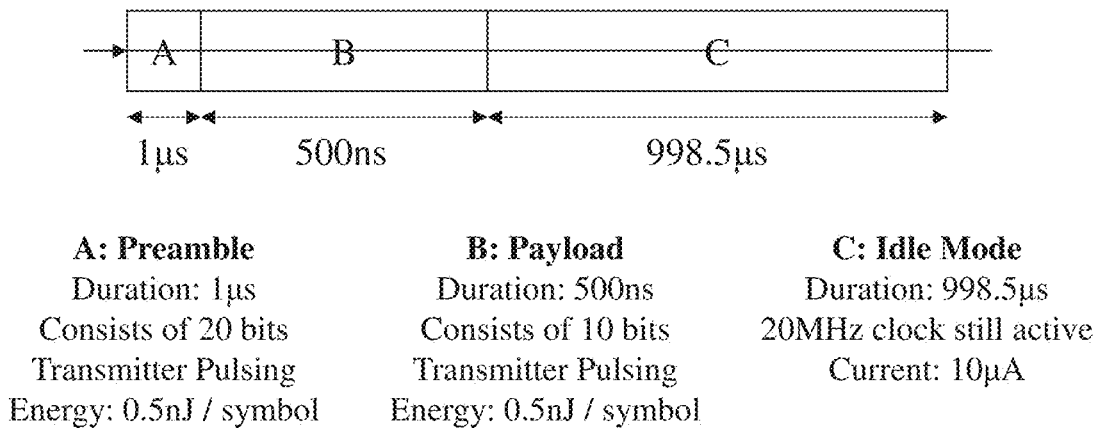 A B C
1μs 500ns 998.5μs
A: Preamble
Duration: 1μs
Consists of 20 bits
Transmitter Pulsing
Energy: 0.5nJ / symbol
B: Payload
Duration: 500ns
Consists of 10 bits
Transmitter Pulsing
Energy: 0.5nJ / symbol
C: Idle Mode
Duration: 998.5μs
20MHz clock still active
Current: 10μA